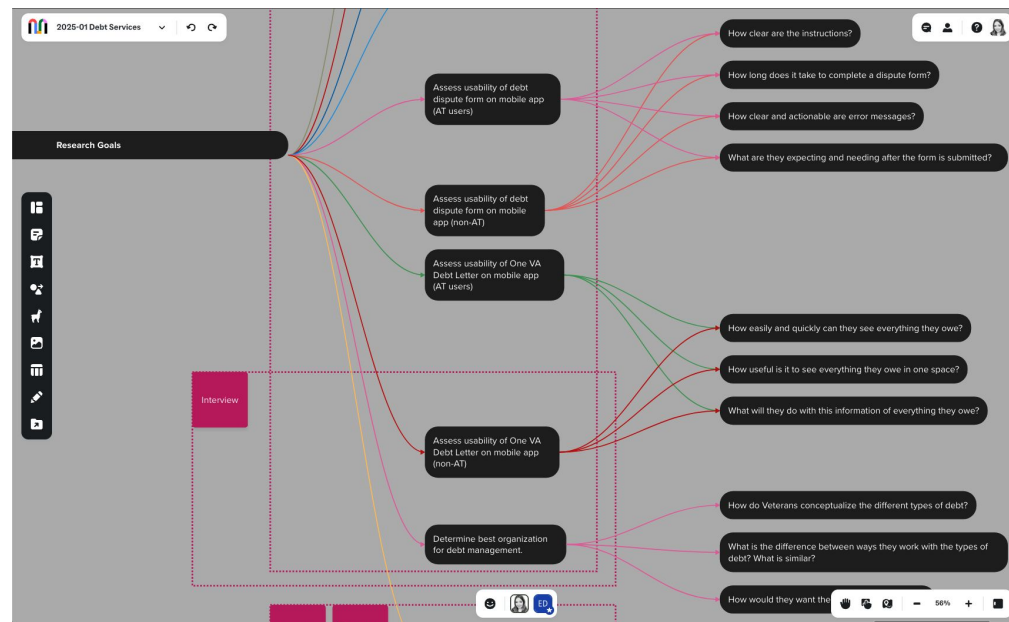 2025-01 Debt Services
How clear are the instructions?
Assess usability of debt
dispute form on mobile app
(AT users)
How long does it take to complete a dispute form?
How clear and actionable are error messages?
Research Goals
What are they expecting and needing after the form is submitted?
Assess usability of debt
dispute form on mobile
app (non-AT)
Assess usability of One VA
Debt Letter on mobile app
(AT users)
How easily and quickly can they see everything they owe?
How useful is it to see everything they owe in one space?
Interview
What will they do with this information of everything they owe?
Assess usability of One VA
Debt Letter on mobile app
(non-AT)
How do Veterans conceptualize the different types of debt?
Determine best organization
for debt management.
What is the difference between ways they work with the types of
debt? What is similar?
How would they want the
ED
56%